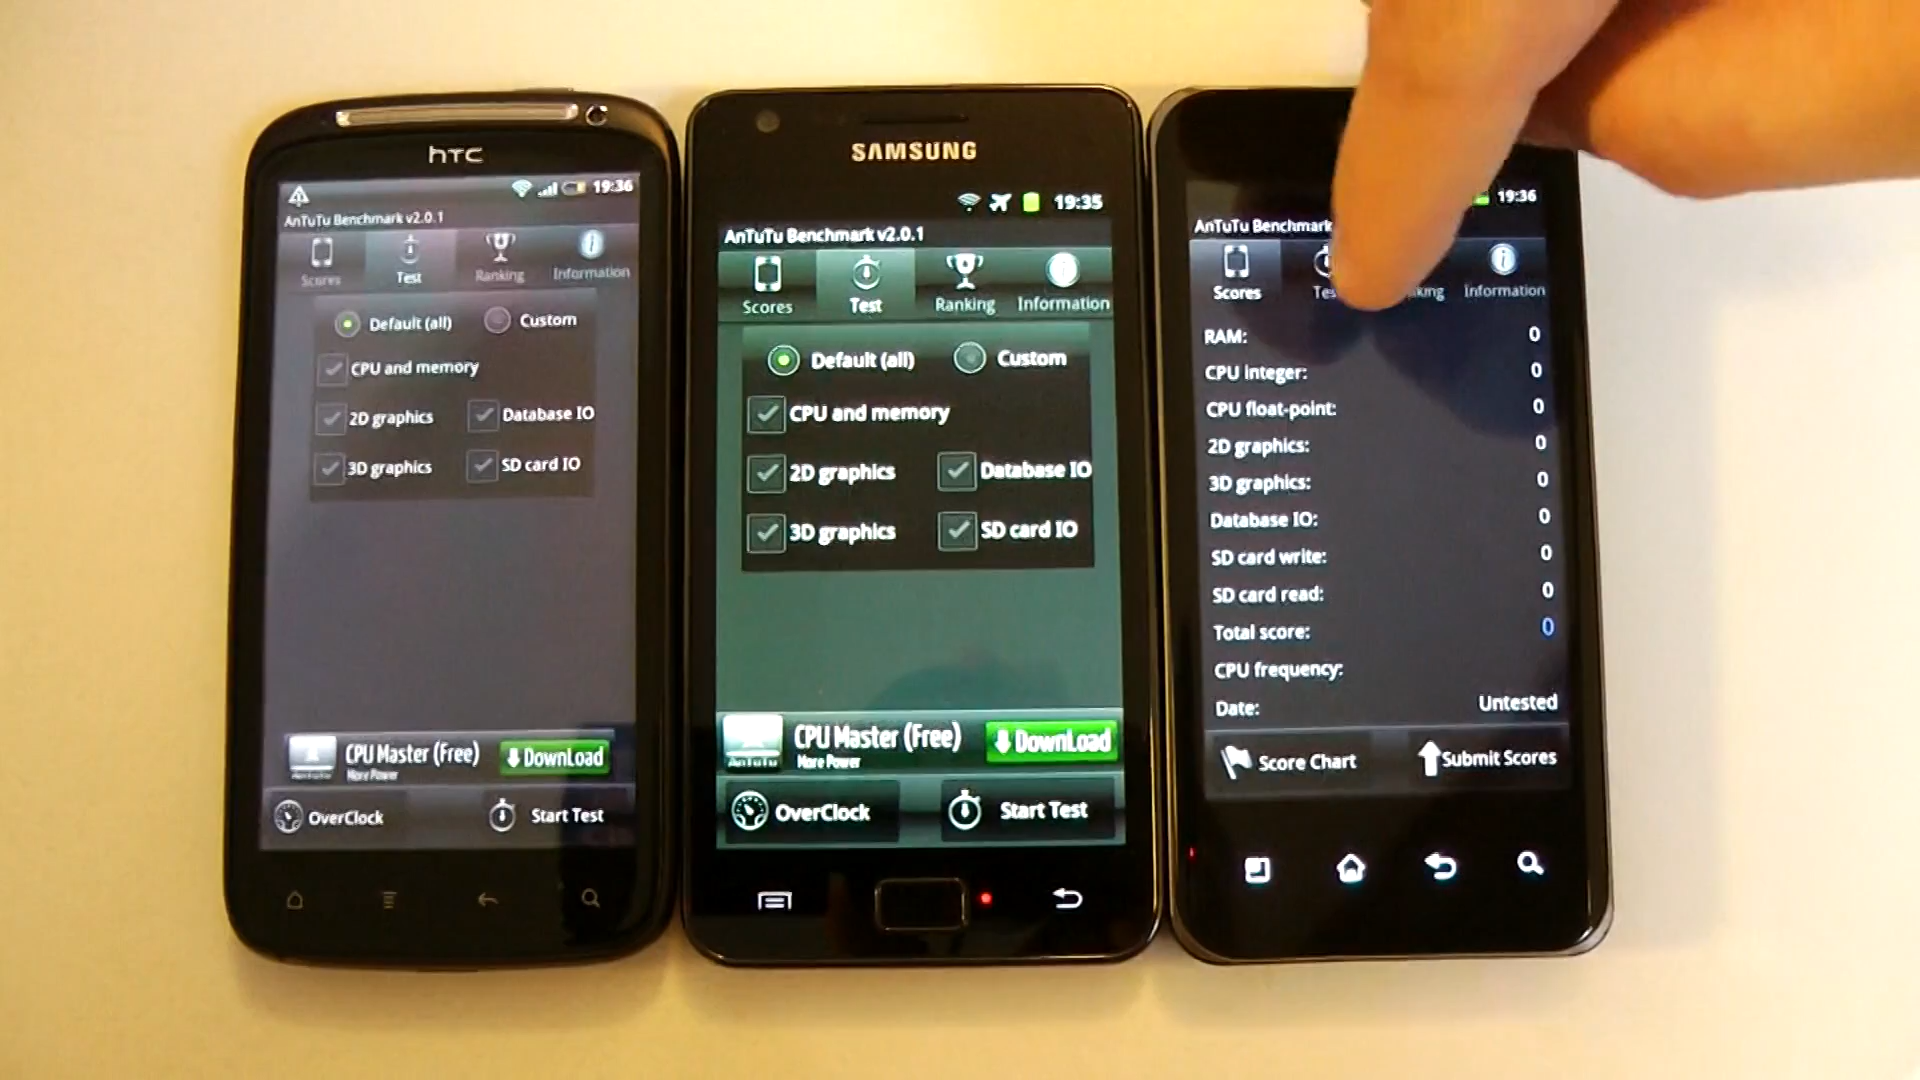 hTC
19:36
AnTuTu Benchmark v2.0.1
Scores Test Ranking Information
Default (all) Custom
CPU and memory
2D graphics Database IO
3D graphics SD card IO
CPU Master (Free) DownLoad
More Power
OverClock Start Test
SAMSUNG
19:35
AnTuTu Benchmark v2.0.1
Scores Test Ranking Information
Default (all) Custom
CPU and memory
2D graphics Database IO
3D graphics SD card IO
CPU Master (Free) DownLoad
AnTuTu More Power
OverClock Start Test
19:36
AnTuTu Benchmark
Scores Information
RAM: 0
CPU integer: 0
CPU float-point: 0
2D graphics: 0
3D graphics: 0
Database IO: 0
SD card write: 0
SD card read: 0
Total score: 0
CPU frequency:
Date: Untested
Score Chart Submit Scores